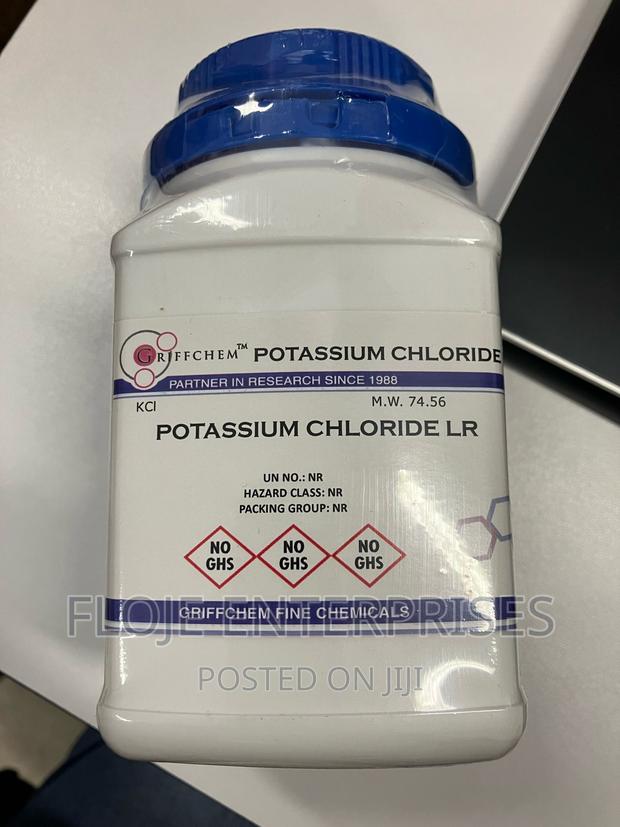 GRIFFCHEM™ POTASSIUM CHLORIDE
PARTNER IN RESEARCH SINCE 1988
KCl M.W. 74.56
POTASSIUM CHLORIDE LR
UN NO.: NR
HAZARD CLASS: NR
PACKING GROUP: NR
NO GHS NO GHS NO GHS
GRIFFCHEM FINE CHEMICALS
FLOJE ENTERPRISES
POSTED ON JIJI